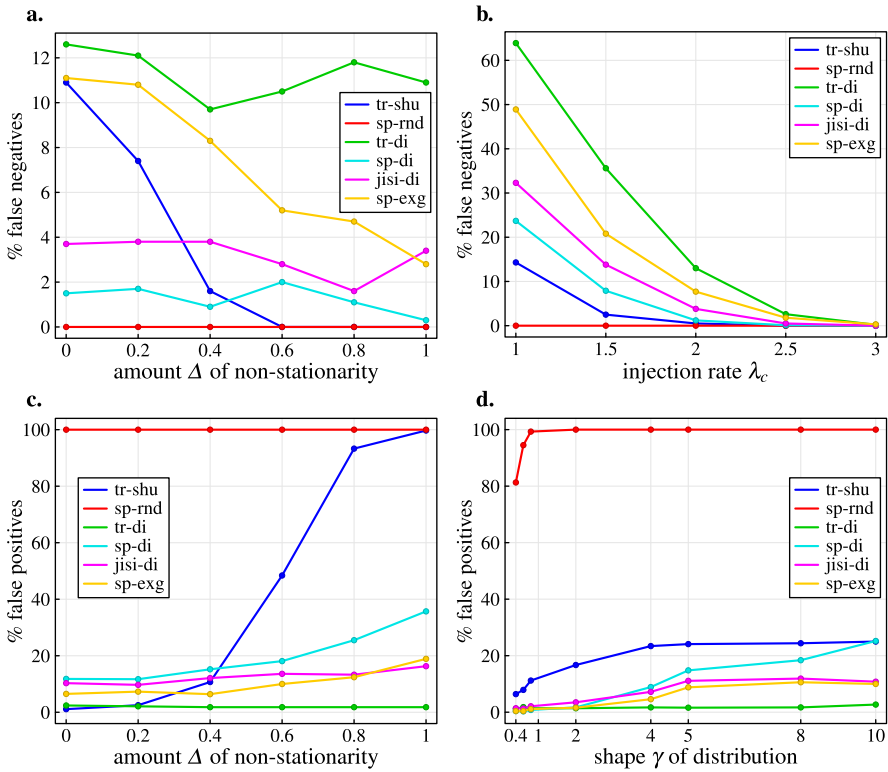 a.
% false negatives
12
10
8
6
4
2
0
tr-shu
sp-rnd
tr-di
sp-di
jisi-di
sp-exg
0 0.2 0.4 0.6 0.8 1
amount Δ of non-stationarity
b.
% false negatives
60
50
40
30
20
10
0
tr-shu
sp-rnd
tr-di
sp-di
jisi-di
sp-exg
1 1.5 2 2.5 3
injection rate λc
c.
% false positives
100
80
60
40
20
0
tr-shu
sp-rnd
tr-di
sp-di
jisi-di
sp-exg
0 0.2 0.4 0.6 0.8 1
amount Δ of non-stationarity
d.
% false positives
100
80
60
40
20
0
tr-shu
sp-rnd
tr-di
sp-di
jisi-di
sp-exg
0.4 1 2 4 5 8 10
shape γ of distribution